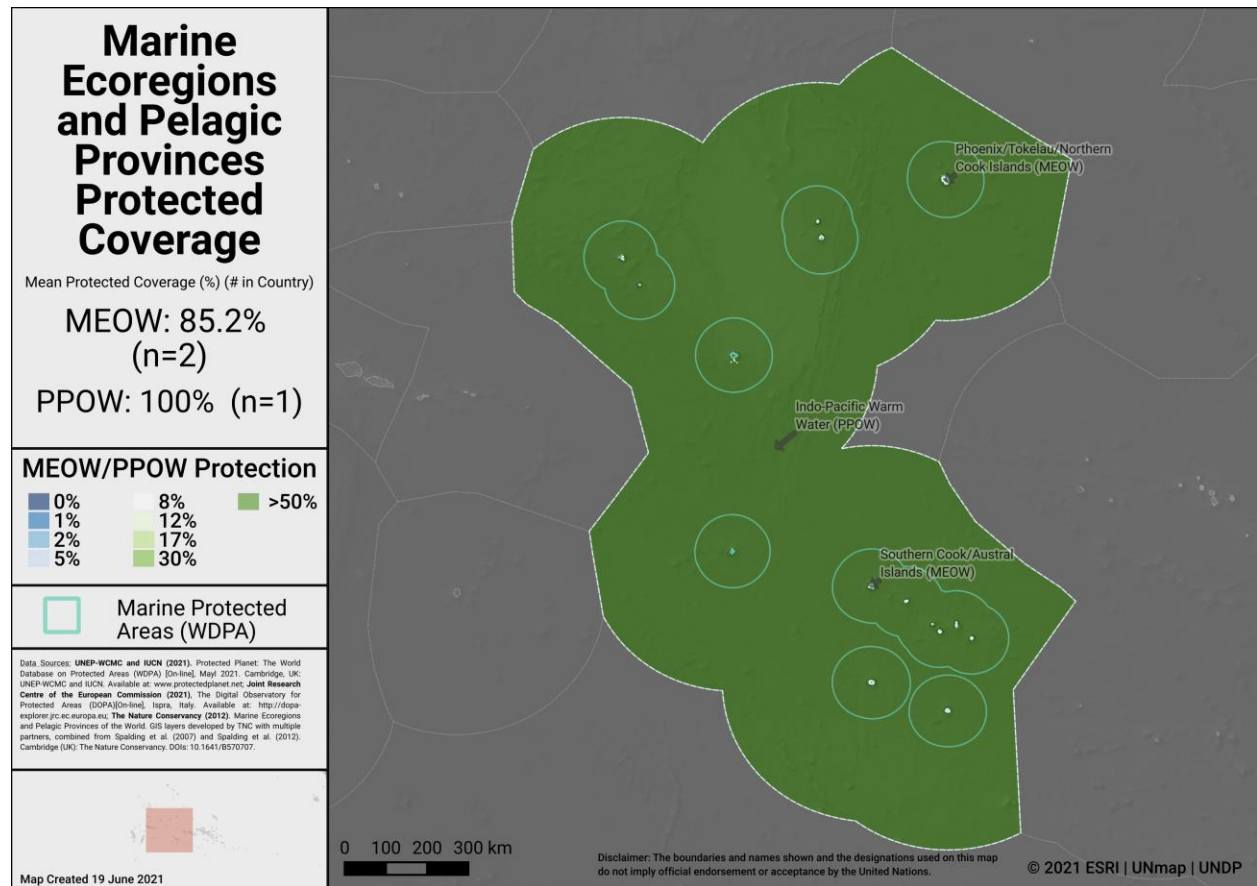 Marine
Ecoregions
and Pelagic
Provinces
Protected
Coverage
Mean Protected Coverage (%) (# in Country)
MEOW: 85.2%
(n=2)
PPOW: 100% (n=1)
MEOW/PPOW Protection
0%
1%
2%
5%
8%
12%
17%
30%
>50%
Marine Protected
Areas (WDPA)
Data Sources: UNEP-WCMC and IUCN (2021). Protected Planet: The World
Database on Protected Areas (WDPA) [On-line], Mayl 2021. Cambridge, UK:
UNEP-WCMC and IUCN. Available at: www.protectedplanet.net; Joint Research
Centre of the European Commission (2021), The Digital Observatory for
Protected Areas (DOPA)[On-line], Ispra, Italy. Available at: http://dopa-
explorer.jrc.ec.europa.eu; The Nature Conservancy (2012). Marine Ecoregions
and Pelagic Provinces of the World. GIS layers developed by TNC with multiple
partners, combined from Spalding et al. (2007) and Spalding et al. (2012).
Cambridge (UK): The Nature Conservancy. DOIs: 10.1641/B570707.
Map Created 19 June 2021
Phoenix/Tokelau/Northern
Cook Islands (MEOW)
Indo-Pacific Warm
Water (PPOW)
Southern Cook/Austral
Islands (MEOW)
0 100 200 300 km
Disclaimer: The boundaries and names shown and the designations used on this map
do not imply official endorsement or acceptance by the United Nations.
© 2021 ESRI | UNmap | UNDP